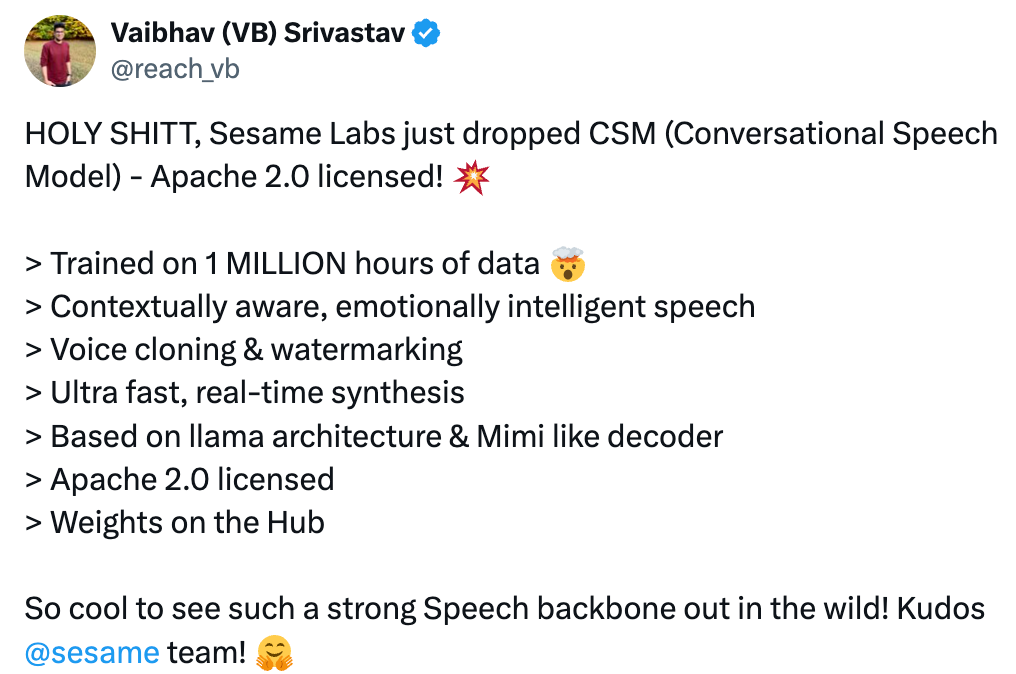 Vaibhav (VB) Srivastav
@reach_vb
HOLY SHITT, Sesame Labs just dropped CSM (Conversational Speech
Model) - Apache 2.0 licensed! 💥
> Trained on 1 MILLION hours of data 🤯
> Contextually aware, emotionally intelligent speech
> Voice cloning & watermarking
> Ultra fast, real-time synthesis
> Based on llama architecture & Mimi like decoder
> Apache 2.0 licensed
> Weights on the Hub
So cool to see such a strong Speech backbone out in the wild! Kudos
@sesame team! 🤗